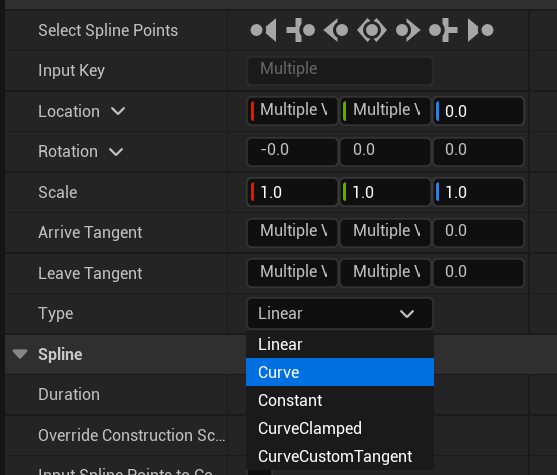 Select Spline Points
Input Key Multiple
Location Multiple Multiple 0.0
Rotation -0.0 0.0 0.0
Scale 1.0 1.0 1.0
Arrive Tangent Multiple Multiple 0.0
Leave Tangent Multiple Multiple 0.0
Type Linear
Linear
Spline
Curve
Duration
Constant
Override Construction Sc...
CurveClamped
CurveCustomTangent
Input Spline Points to